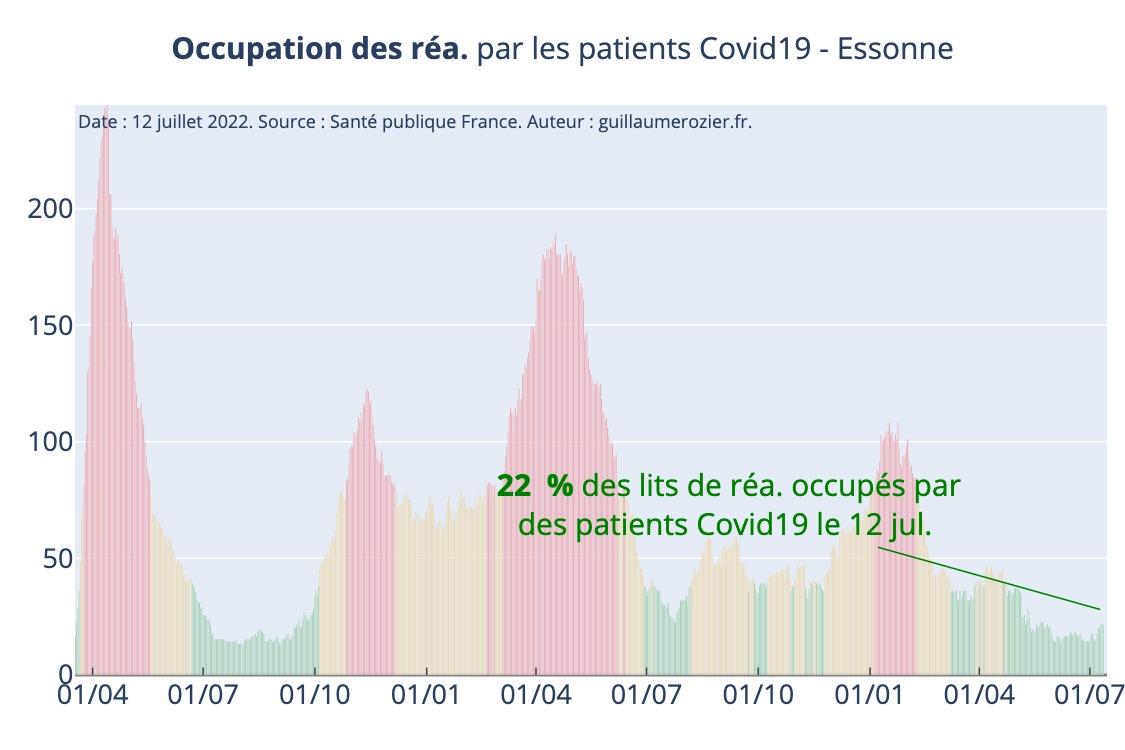 Occupation des réa. par les patients Covid19 - Essonne
Date : 12 juillet 2022. Source : Santé publique France. Auteur : guillaumerozier.fr.
200
150
100
22  % des lits de réa. occupés par
des patients Covid19 le 12 jul.
50
0
01/04 01/07 01/10 01/01 01/04 01/07 01/10 01/01 01/04 01/07